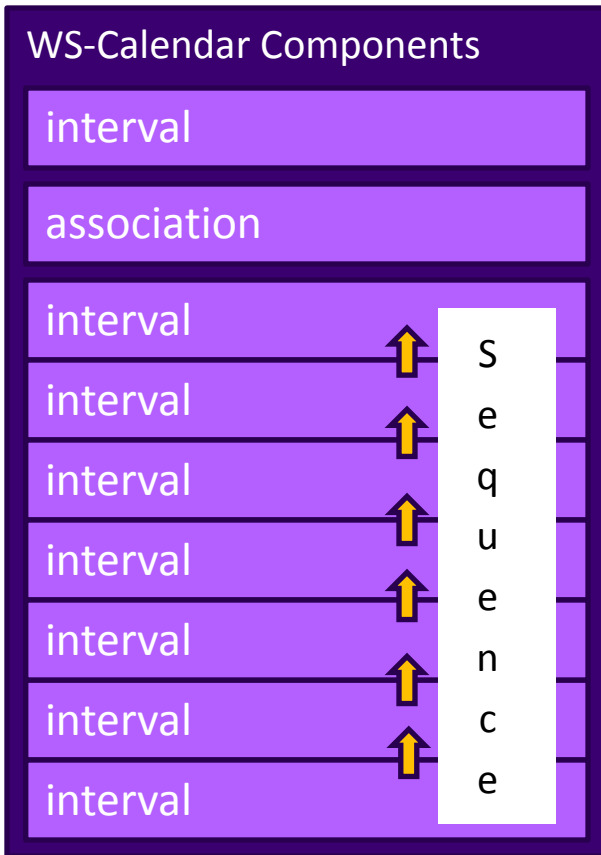 WS-Calendar Components
interval
association
interval
interval
interval
interval
interval
interval
interval
S
e
q
u
e
n
c
e